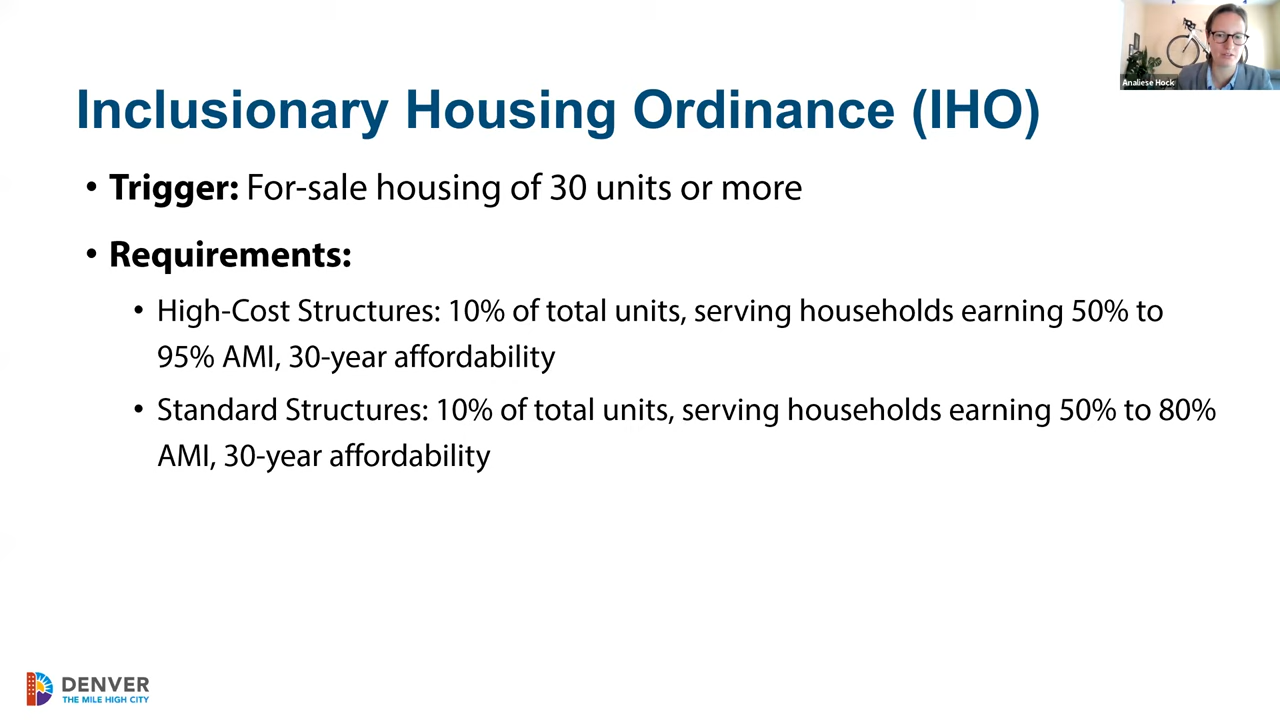 Analiese Hock
Inclusionary Housing Ordinance (IHO)
• Trigger: For-sale housing of 30 units or more
• Requirements:
• High-Cost Structures: 10% of total units, serving households earning 50% to
95% AMI, 30-year affordability
• Standard Structures: 10% of total units, serving households earning 50% to 80%
AMI, 30-year affordability
DENVER
THE MILE HIGH CITY